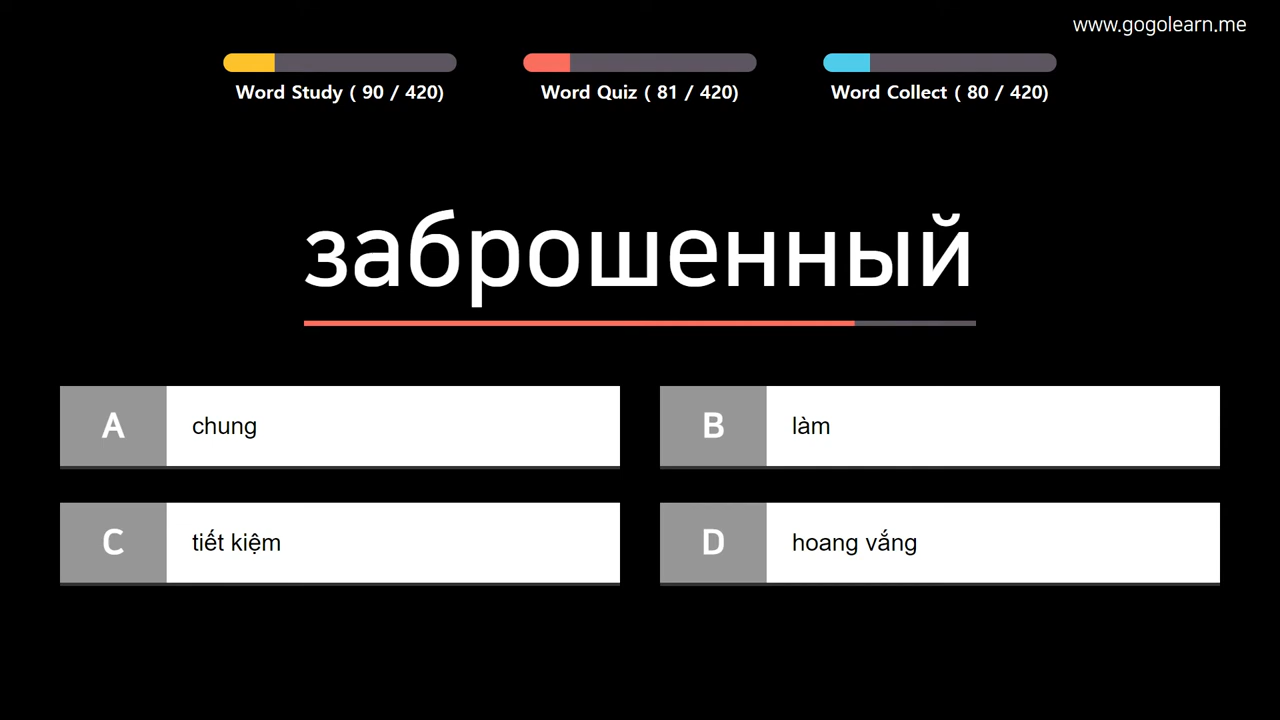 www.gogolearn.me
Word Study ( 90 / 420)
Word Quiz ( 81 / 420)
Word Collect ( 80 / 420)
заброшенный
A chung
B làm
C tiết kiệm
D hoang vắng